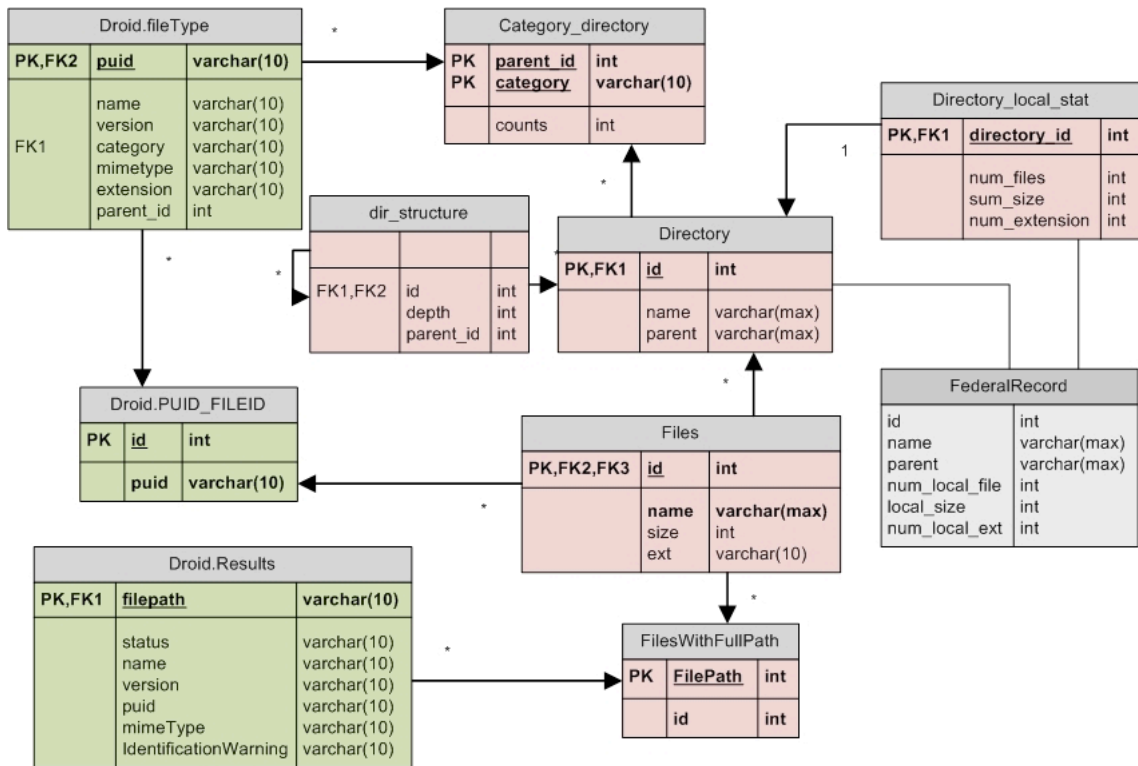 Droid.fileType
PK,FK2 puid varchar(10)
name varchar(10)
version varchar(10)
FK1 category varchar(10)
mimetype varchar(10)
extension varchar(10)
parent_id int
*
Category_directory
PK parent_id int
PK category varchar(10)
counts int
Directory_local_stat
PK,FK1 directory_id int
num_files int
sum_size int
num_extension int
1
*
dir_structure
FK1,FK2 id int
depth int
parent_id int
*
*
*
Directory
PK,FK1 id int
name varchar(max)
parent varchar(max)
*
FederalRecord
id int
name varchar(max)
parent varchar(max)
num_local_file int
local_size int
num_local_ext int
Droid.PUID_FILEID
PK id int
puid varchar(10)
*
Files
PK,FK2,FK3 id int
name varchar(max)
size int
ext varchar(10)
*
Droid.Results
PK,FK1 filepath varchar(10)
status varchar(10)
name varchar(10)
version varchar(10)
puid varchar(10)
mimeType varchar(10)
IdentificationWarning varchar(10)
*
FilesWithFullPath
PK FilePath int
id int